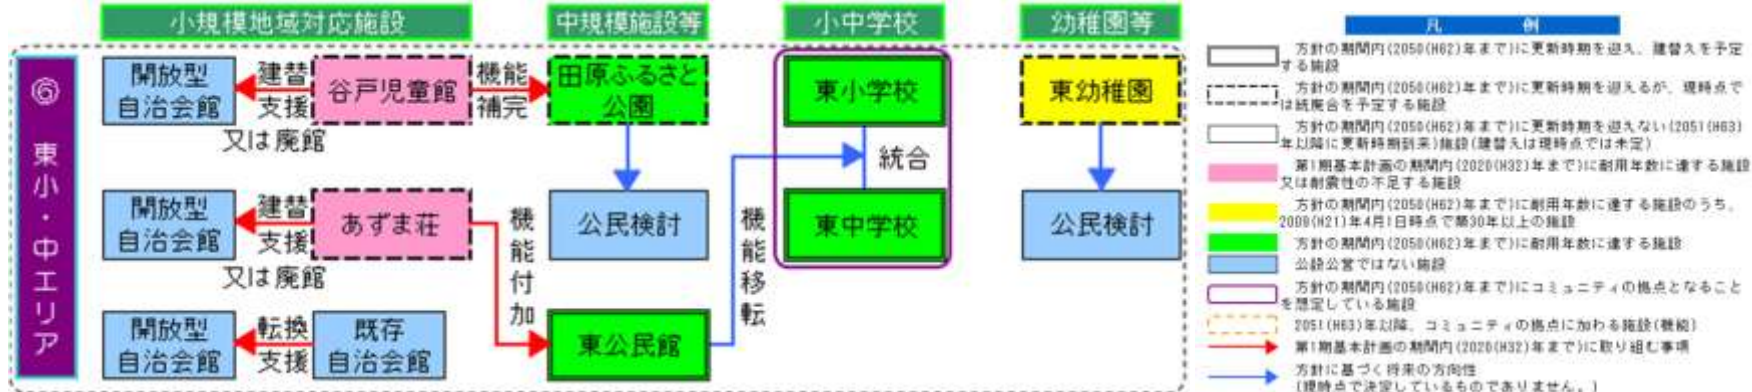 小規模地域対応施設
中規模施設等
小中学校
幼稚園等
⑥ 東小・中エリア
開放型
自治会館
建替
支援
又は廃館
谷戸児童館
機能
補完
田原ふるさと
公園
東小学校
東幼稚園
統合
開放型
自治会館
建替
支援
又は廃館
あずま荘
機能付加
公民検討
機能移転
東中学校
公民検討
開放型
自治会館
転換
支援
既存
自治会館
東公民館
凡 例
方針の期間内(2050(H62)年まで)に更新時期を迎え、建替えを予定
する施設
方針の期間内(2050(H62)年まで)に更新時期を迎えるが、現時点で
は統廃合を予定する施設
方針の期間内(2050(H62)年まで)に更新時期を迎えない(2051(H63)
年以降に更新時期到来)施設(建替えは現時点では未定)
第1期基本計画の期間内(2020(H32)年まで)に耐用年数に達する施設
又は耐震性の不足する施設
方針の期間内(2050(H62)年まで)に耐用年数に達する施設のうち、
2009(H21)年4月1日時点で築30年以上の施設
方針の期間内(2050(H62)年まで)に耐用年数に達する施設
公設公営ではない施設
方針の期間内(2050(H62)年まで)にコミュニティの拠点となること
を想定している施設
2051(H63)年以降、コミュニティの拠点に加わる施設(機能)
第1期基本計画の期間内(2020(H32)年まで)に取り組む事項
方針に基づく将来の方向性
(現時点で決定しているものでありません。)